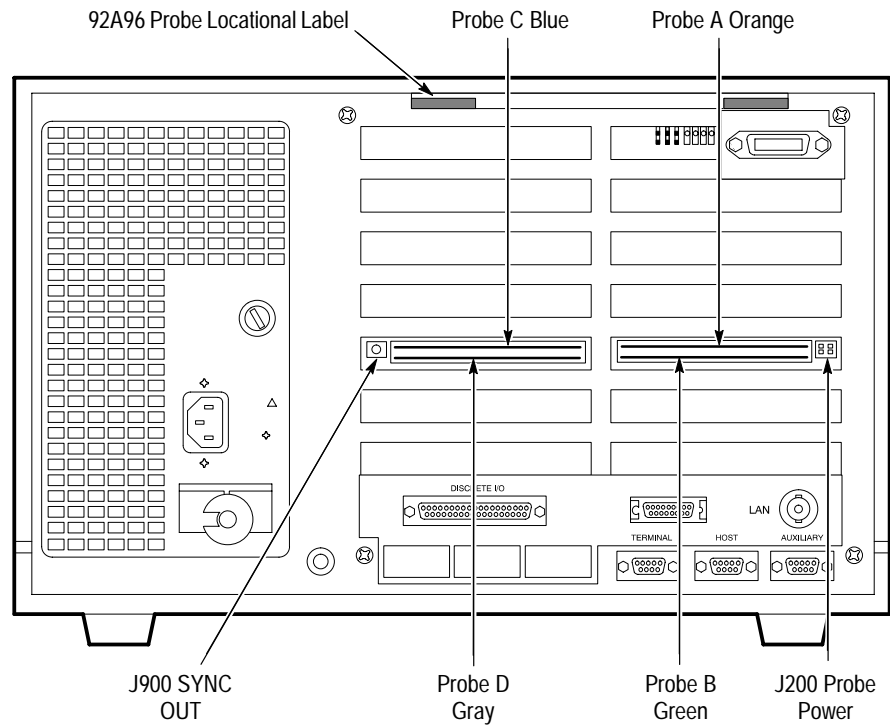 92A96 Probe Locational Label
Probe C Blue
Probe A Orange
DISCRETE I/O
LAN
TERMINAL
HOST
AUXILIARY
J900 SYNC
OUT
Probe D
Gray
Probe B
Green
J200 Probe
Power